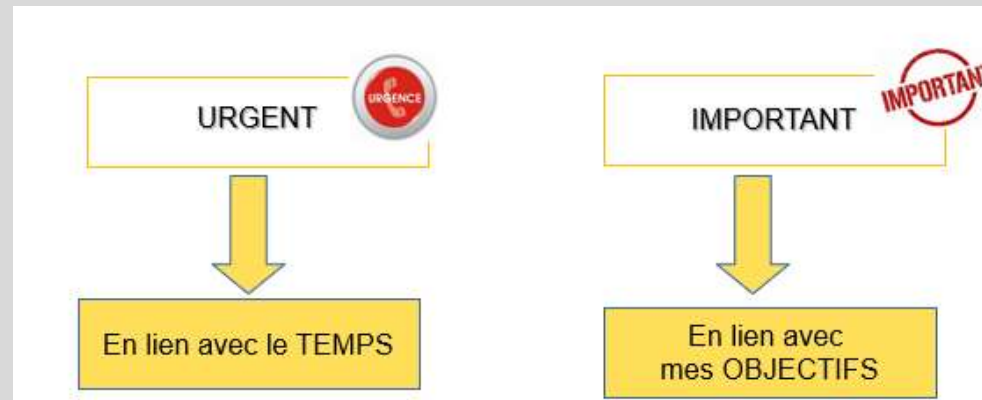 URGENT
URGENCE
IMPORTANT
IMPORTANT
En lien avec le TEMPS
En lien avec
mes OBJECTIFS